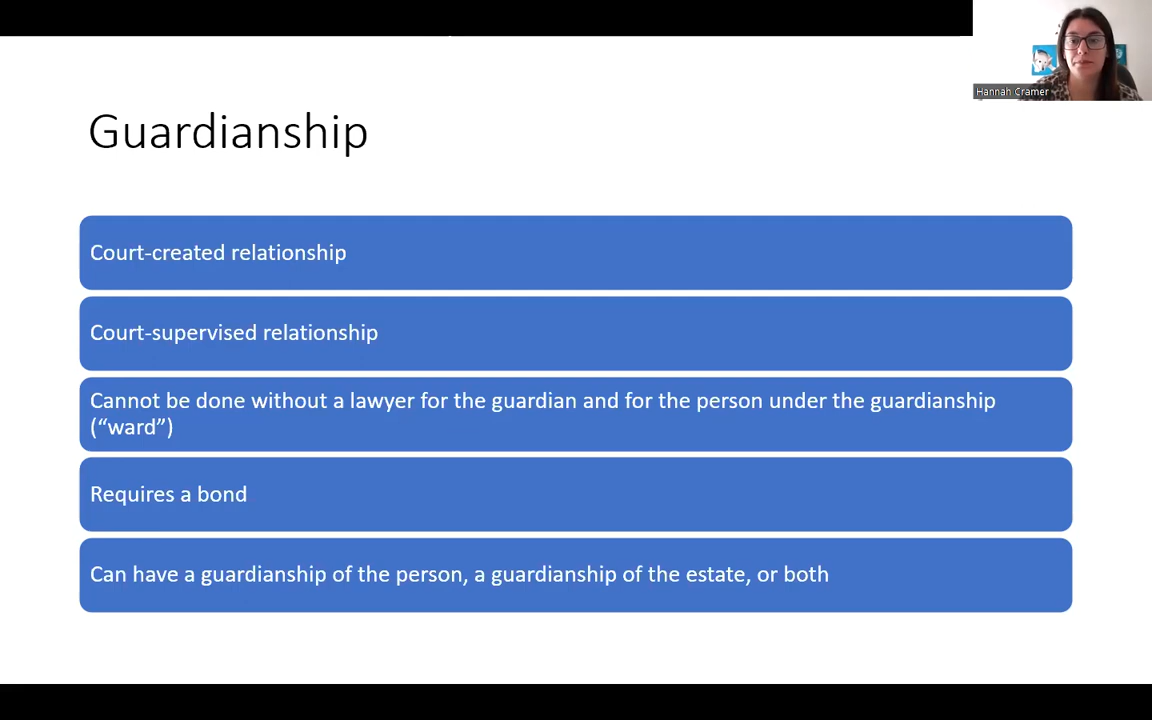 Hannah Cramer
Guardianship
Court-created relationship
Court-supervised relationship
Cannot be done without a lawyer for the guardian and for the person under the guardianship
(“ward”)
Requires a bond
Can have a guardianship of the person, a guardianship of the estate, or both